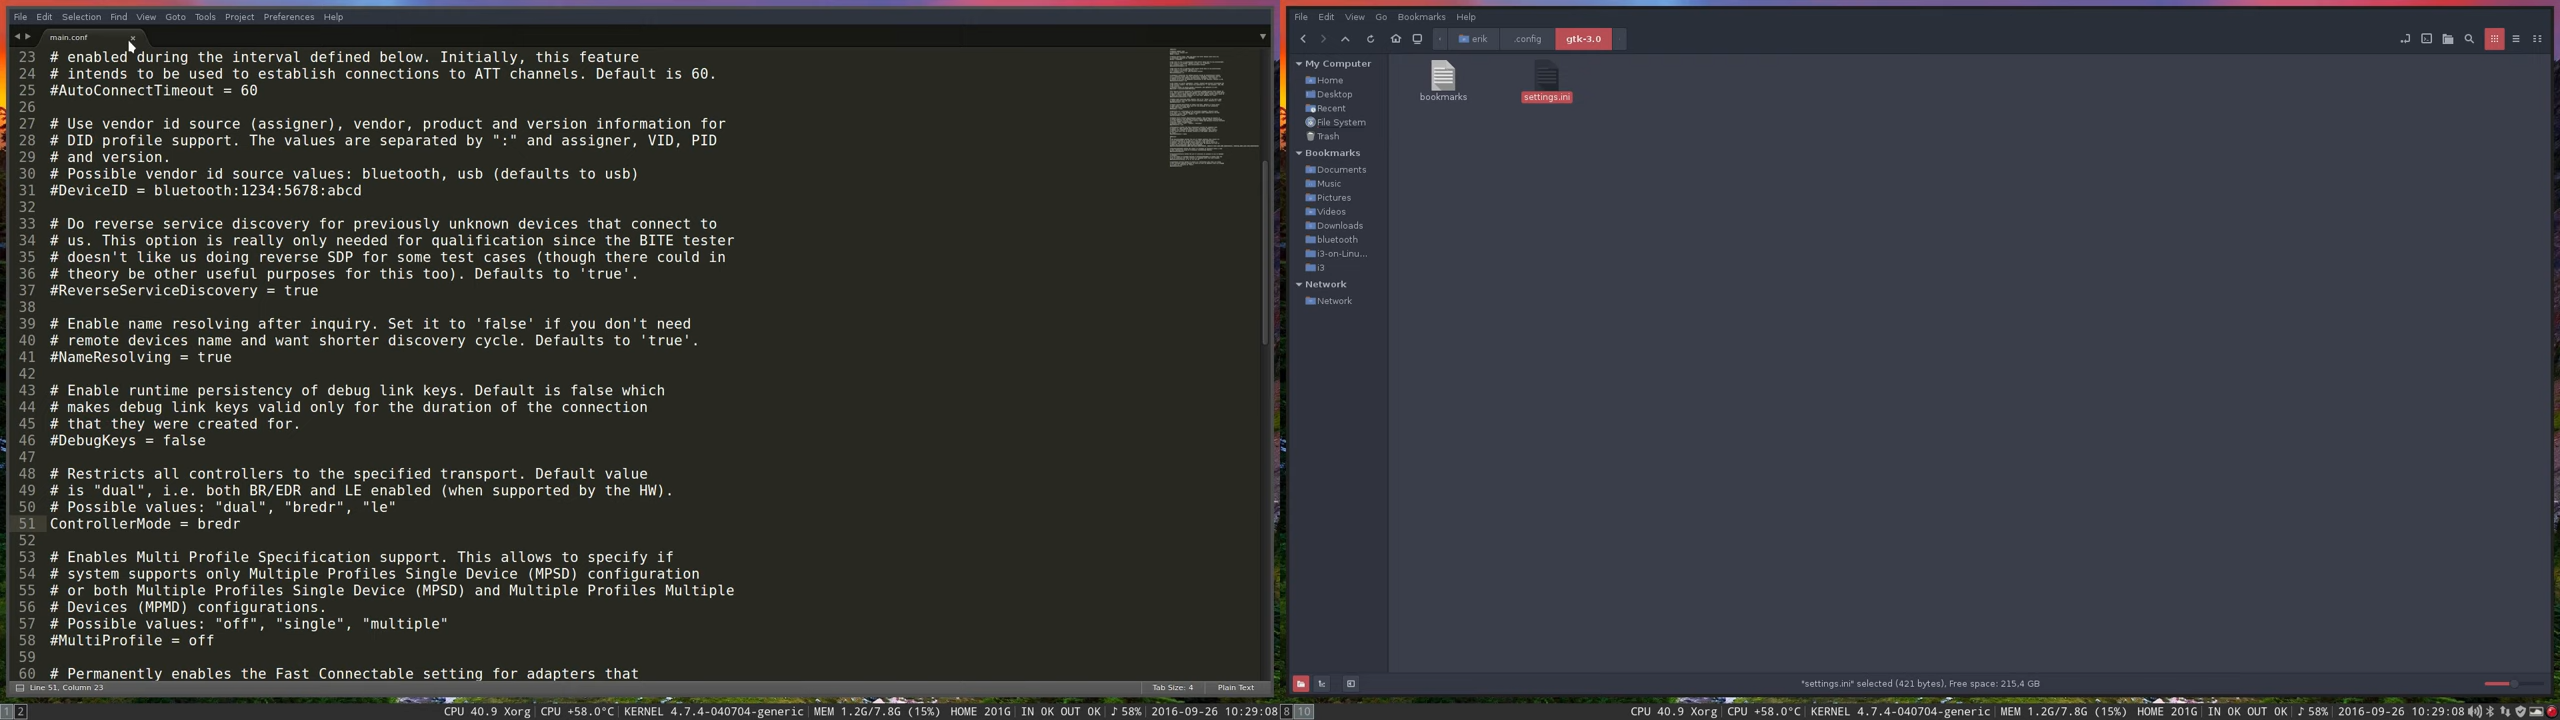 File Edit Selection Find View Goto Tools Project Preferences Help
main.conf
23 # enabled during the interval defined below. Initially, this feature
24 # intends to be used to establish connections to ATT channels. Default is 60.
25 #AutoConnectTimeout = 60
26
27 # Use vendor id source (assigner), vendor, product and version information for
28 # DID profile support. The values are separated by ":" and assigner, VID, PID
29 # and version.
30 # Possible vendor id source values: bluetooth, usb (defaults to usb)
31 #DeviceID = bluetooth:1234:5678:abcd
32
33 # Do reverse service discovery for previously unknown devices that connect to
34 # us. This option is really only needed for qualification since the BITE tester
35 # doesn't like us doing reverse SDP for some test cases (though there could in
36 # theory be other useful purposes for this too). Defaults to 'true'.
37 #ReverseServiceDiscovery = true
38
39 # Enable name resolving after inquiry. Set it to 'false' if you don't need
40 # remote devices name and want shorter discovery cycle. Defaults to 'true'.
41 #NameResolving = true
42
43 # Enable runtime persistency of debug link keys. Default is false which
44 # makes debug link keys valid only for the duration of the connection
45 # that they were created for.
46 #DebugKeys = false
47
48 # Restricts all controllers to the specified transport. Default value
49 # is "dual", i.e. both BR/EDR and LE enabled (when supported by the HW).
50 # Possible values: "dual", "bredr", "le"
51 ControllerMode = bredr
52
53 # Enables Multi Profile Specification support. This allows to specify if
54 # system supports only Multiple Profiles Single Device (MPSD) configuration
55 # or both Multiple Profiles Single Device (MPSD) and Multiple Profiles Multiple
56 # Devices (MPMD) configurations.
57 # Possible values: "off", "single", "multiple"
58 #MultiProfile = off
59
60 # Permanently enables the Fast Connectable setting for adapters that
Line 51, Column 23 Tab Size: 4 Plain Text
1 2 CPU 40.9 Xorg | CPU +58.0°C | KERNEL 4.7.4-040704-generic | MEM 1.2G/7.8G (15%) | HOME 201G | IN 0K OUT 0K | ♪ 58% | 2016-09-26 10:29:08
File Edit View Go Bookmarks Help
erik .config gtk-3.0
My Computer
Home
Desktop
Recent
File System
Trash
Bookmarks
Documents
Music
Pictures
Videos
Downloads
bluetooth
i3-on-Linu...
i3
Network
Network
bookmarks settings.ini
"settings.ini" selected (421 bytes), Free space: 215.4 GB
8 10 CPU 40.9 Xorg | CPU +58.0°C | KERNEL 4.7.4-040704-generic | MEM 1.2G/7.8G (15%) | HOME 201G | IN 0K OUT 0K | ♪ 58% | 2016-09-26 10:29:08